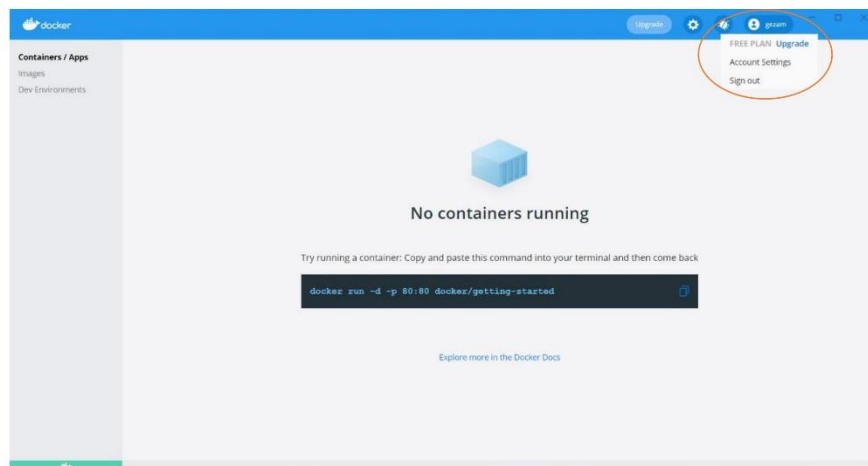 docker
Upgrade
gezam
FREE PLAN Upgrade
Account Settings
Sign out
Containers / Apps
Images
Dev Environments
No containers running
Try running a container: Copy and paste this command into your terminal and then come back
docker run -d -p 80:80 docker/getting-started
Explore more in the Docker Docs